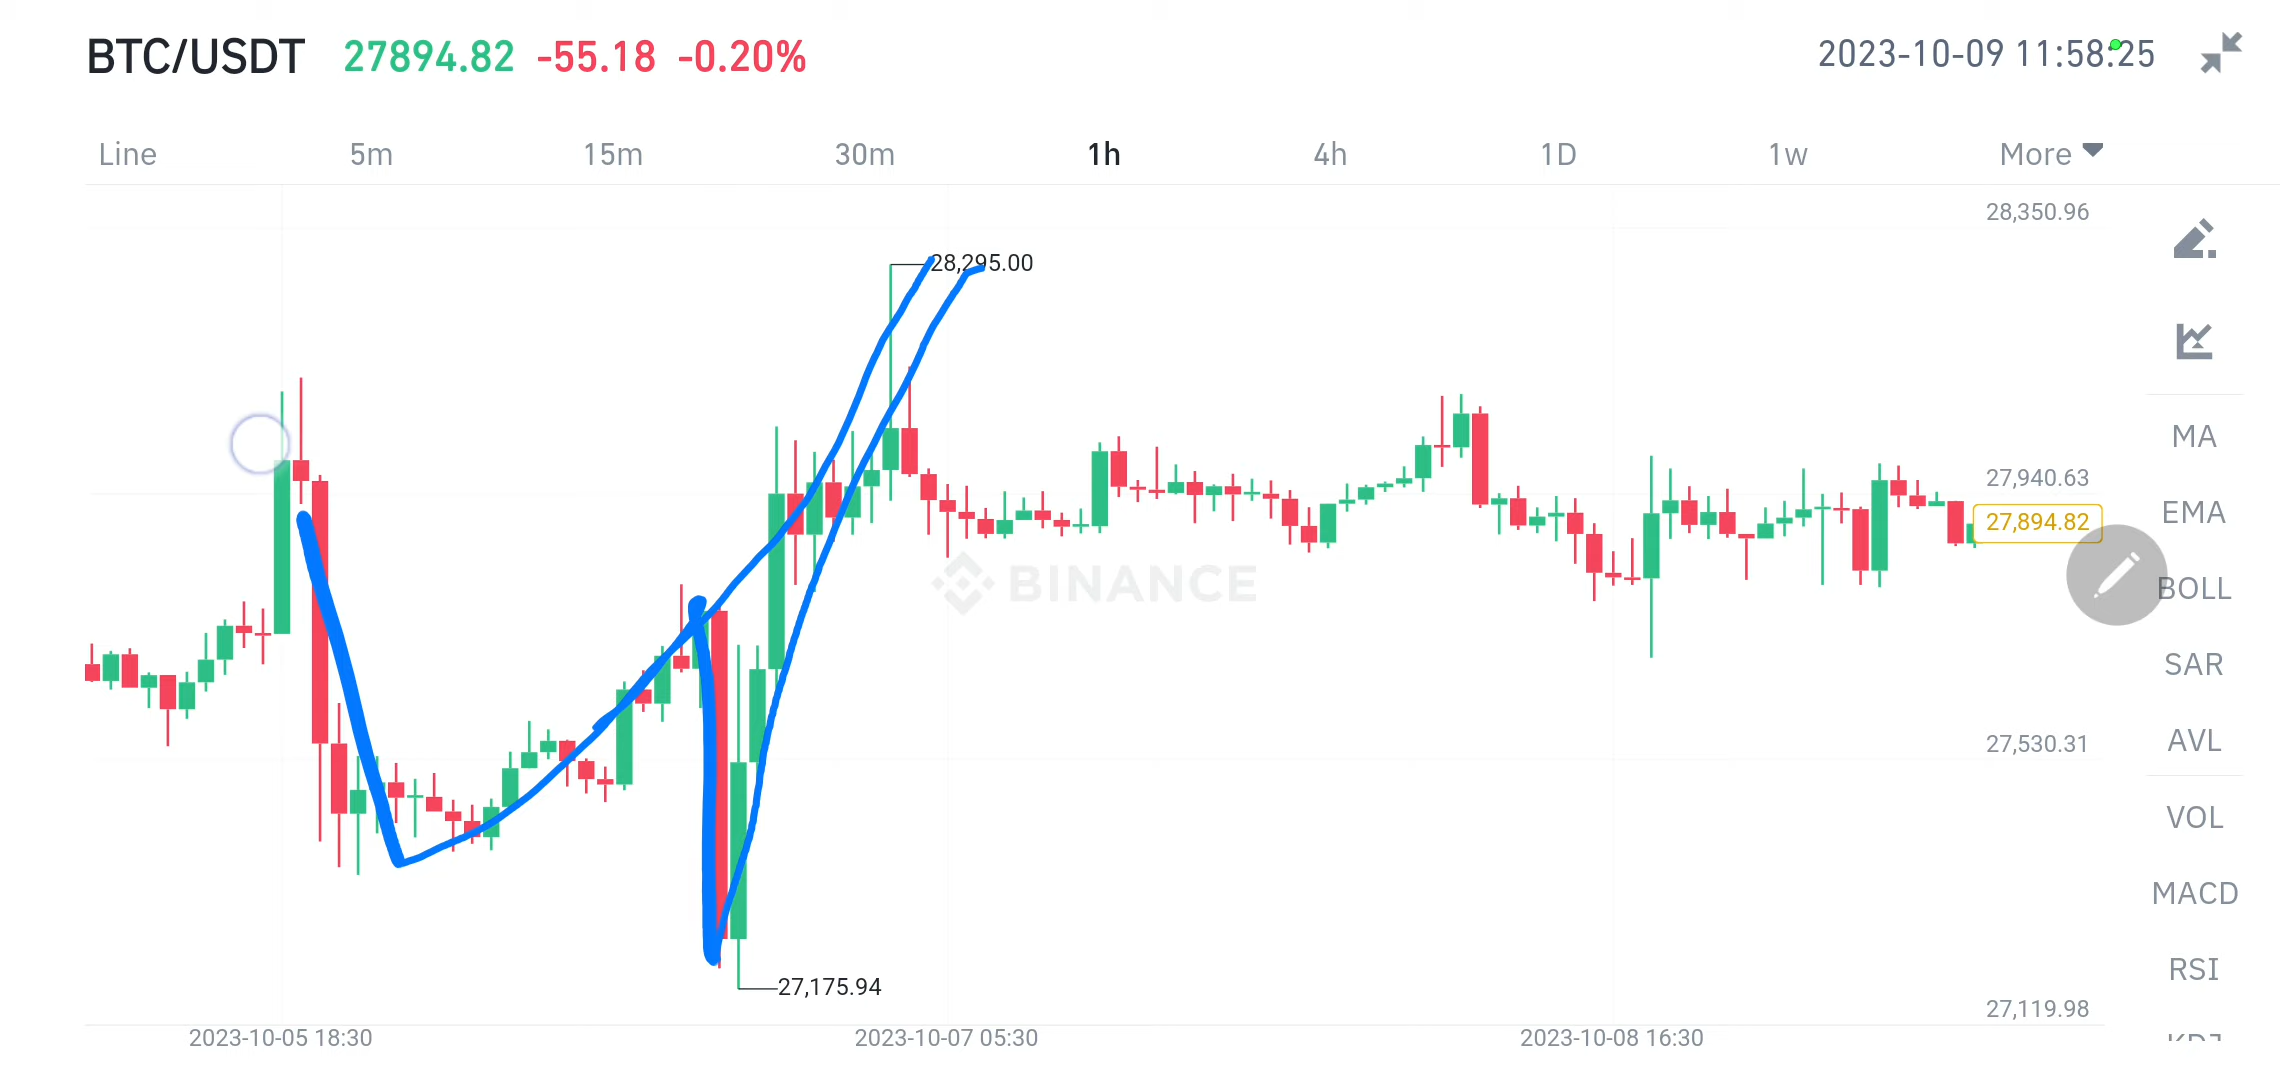 BTC/USDT 27894.82 -55.18 -0.20% 2023-10-09 11:58:25
Line 5m 15m 30m 1h 4h 1D 1w More
28,350.96
28,295.00
MA
27,940.63
EMA
27,894.82
BINANCE
BOLL
SAR
27,530.31
AVL
VOL
MACD
RSI
27,175.94
27,119.98
2023-10-05 18:30 2023-10-07 05:30 2023-10-08 16:30